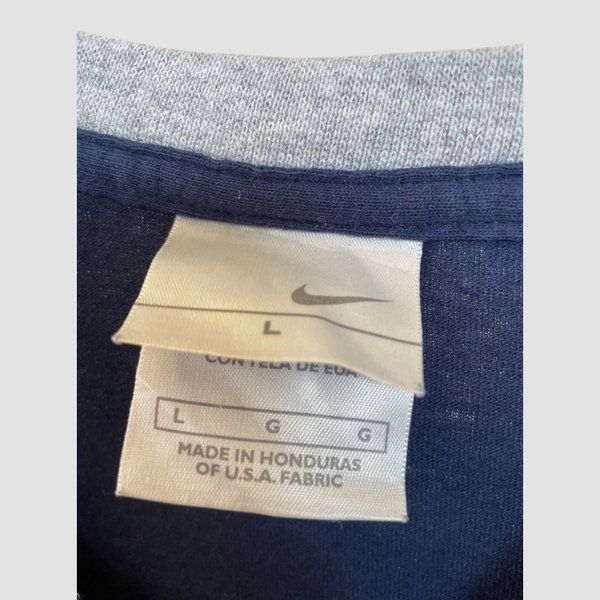 L
CON TELA DE EUA
L G G
MADE IN HONDURAS
OF U.S.A. FABRIC